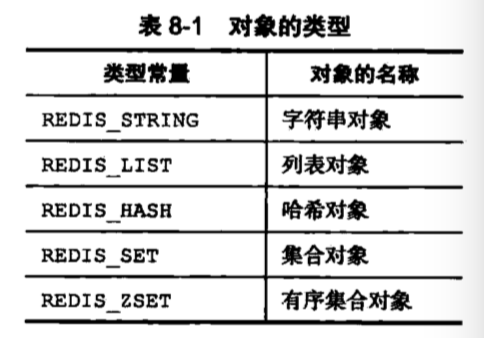 表 8-1 对象的类型
类型常量 对象的名称
REDIS_STRING 字符串对象
REDIS_LIST 列表对象
REDIS_HASH 哈希对象
REDIS_SET 集合对象
REDIS_ZSET 有序集合对象